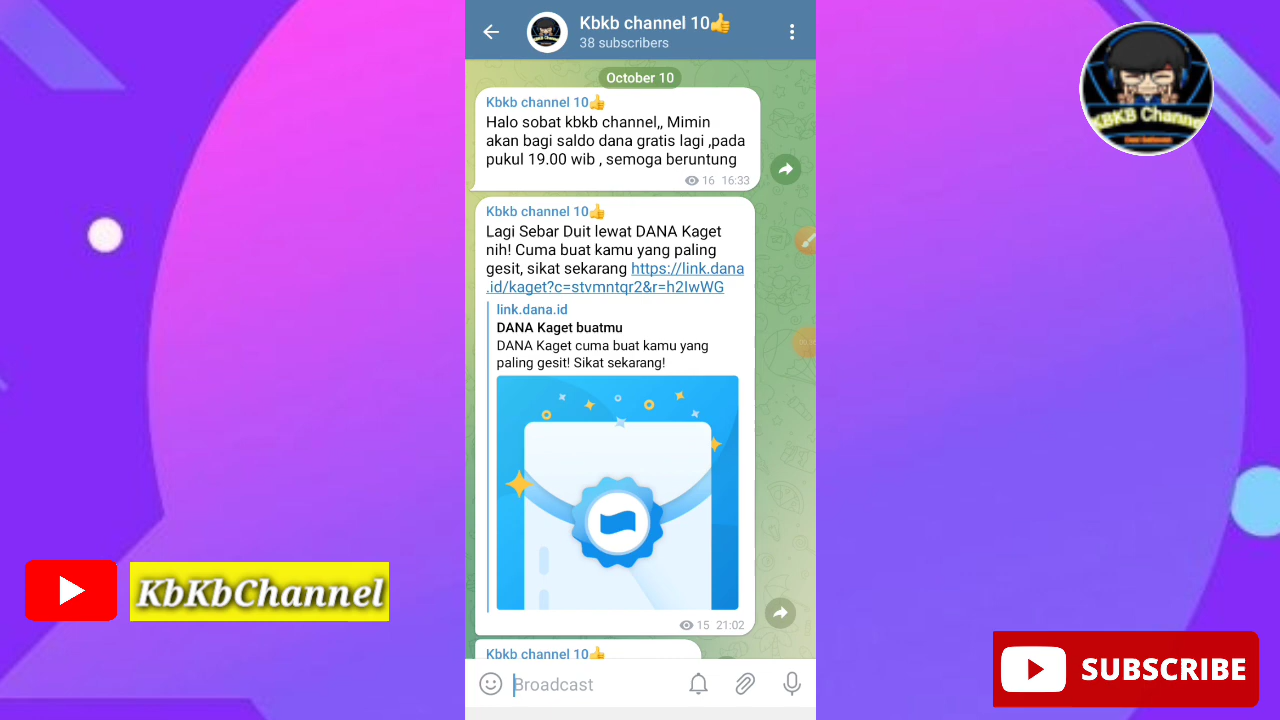 Kbkb channel 10👍
38 subscribers
October 10
Kbkb channel 10👍
Halo sobat kbkb channel,, Mimin
akan bagi saldo dana gratis lagi ,pada
pukul 19.00 wib , semoga beruntung
16 16:33
Kbkb channel 10👍
Lagi Sebar Duit lewat DANA Kaget
nih! Cuma buat kamu yang paling
gesit, sikat sekarang https://link.dana
.id/kaget?c=stvmntqr2&r=h2IwWG
link.dana.id
DANA Kaget buatmu
DANA Kaget cuma buat kamu yang
paling gesit! Sikat sekarang!
15 21:02
Kbkb channel 10👍
Broadcast
KBKB Channel
KbKbChannel
SUBSCRIBE